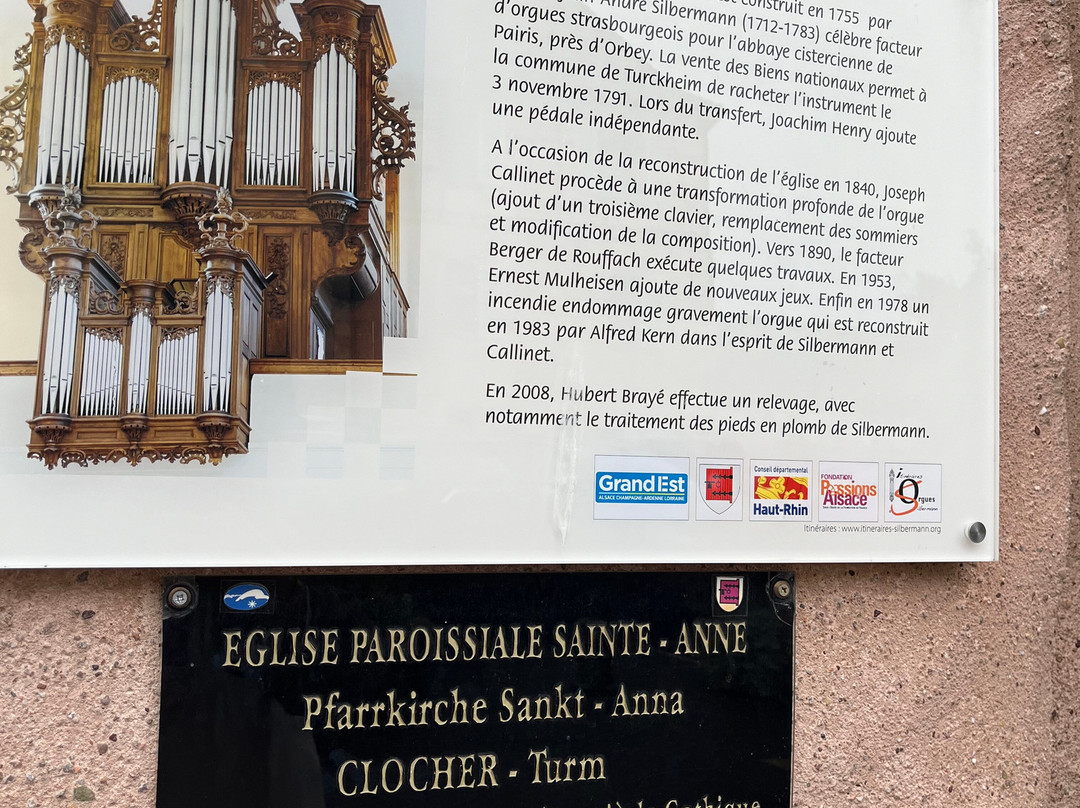 construit en 1755 par
André Silbermann (1712-1783) célèbre facteur
d'orgues strasbourgeois pour l'abbaye cistercienne de
Pairis, près d'Orbey. La vente des Biens nationaux permet à
la commune de Turckheim de racheter l'instrument le
3 novembre 1791. Lors du transfert, Joachim Henry ajoute
une pédale indépendante.
A l'occasion de la reconstruction de l'église en 1840, Joseph
Callinet procède à une transformation profonde de l'orgue
(ajout d'un troisième clavier, remplacement des sommiers
et modification de la composition). Vers 1890, le facteur
Berger de Rouffach exécute quelques travaux. En 1953,
Ernest Mulheisen ajoute de nouveaux jeux. Enfin en 1978 un
incendie endommage gravement l'orgue qui est reconstruit
en 1983 par Alfred Kern dans l'esprit de Silbermann et
Callinet.
En 2008, Hubert Brayé effectue un relevage, avec
notamment le traitement des pieds en plomb de Silbermann.
GrandEst
ALSACE CHAMPAGNE-ARDENNE LORRAINE
Conseil départemental
Haut-Rhin
FONDATION
Passions
Alsace
itinéraires
Orgues
Silbermann
Itinéraires : www.itineraires-silbermann.org
EGLISE PAROISSIALE SAINTE - ANNE
Pfarrkirche Sankt - Anna
CLOCHER - Turm
Gothique